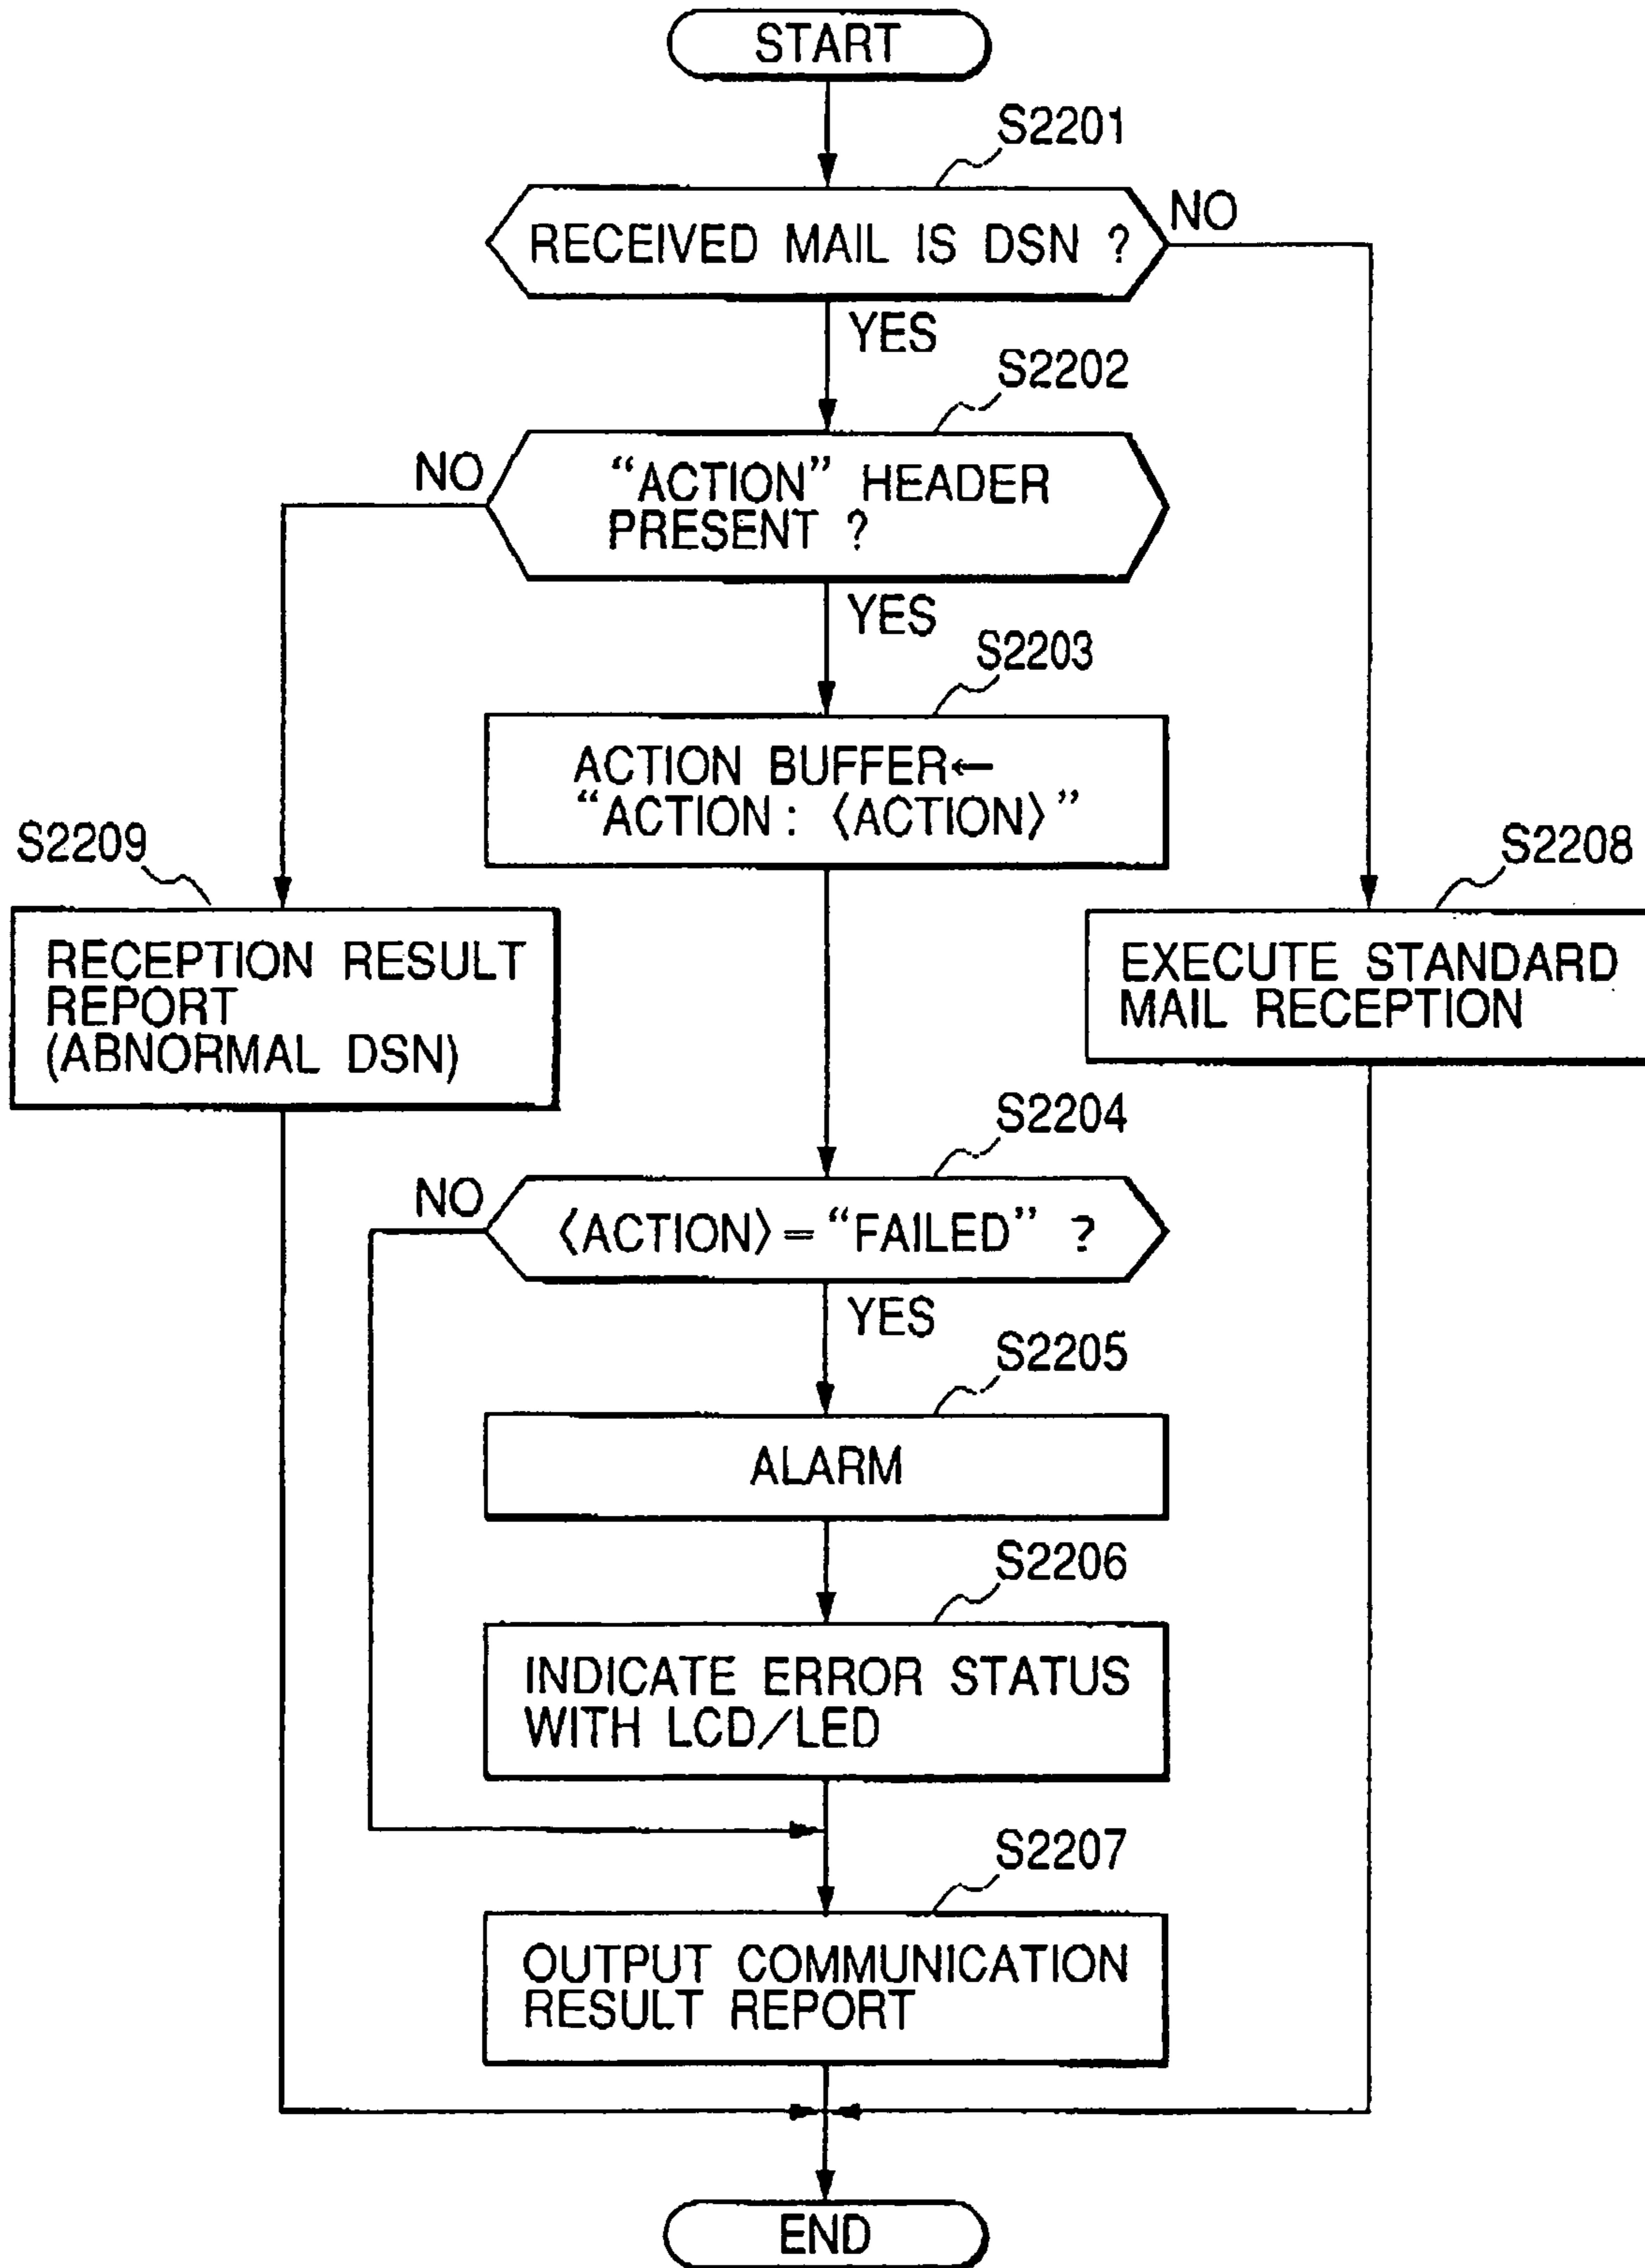 START
S2201
RECEIVED MAIL IS DSN ?
NO
YES
S2202
NO
“ACTION” HEADER
PRESENT ?
YES
S2203
ACTION BUFFER←
“ACTION: 〈ACTION〉”
S2209
RECEPTION RESULT
REPORT
(ABNORMAL DSN)
S2208
EXECUTE STANDARD
MAIL RECEPTION
S2204
NO
〈ACTION〉=“FAILED” ?
YES
S2205
ALARM
S2206
INDICATE ERROR STATUS
WITH LCD/LED
S2207
OUTPUT COMMUNICATION
RESULT REPORT
END